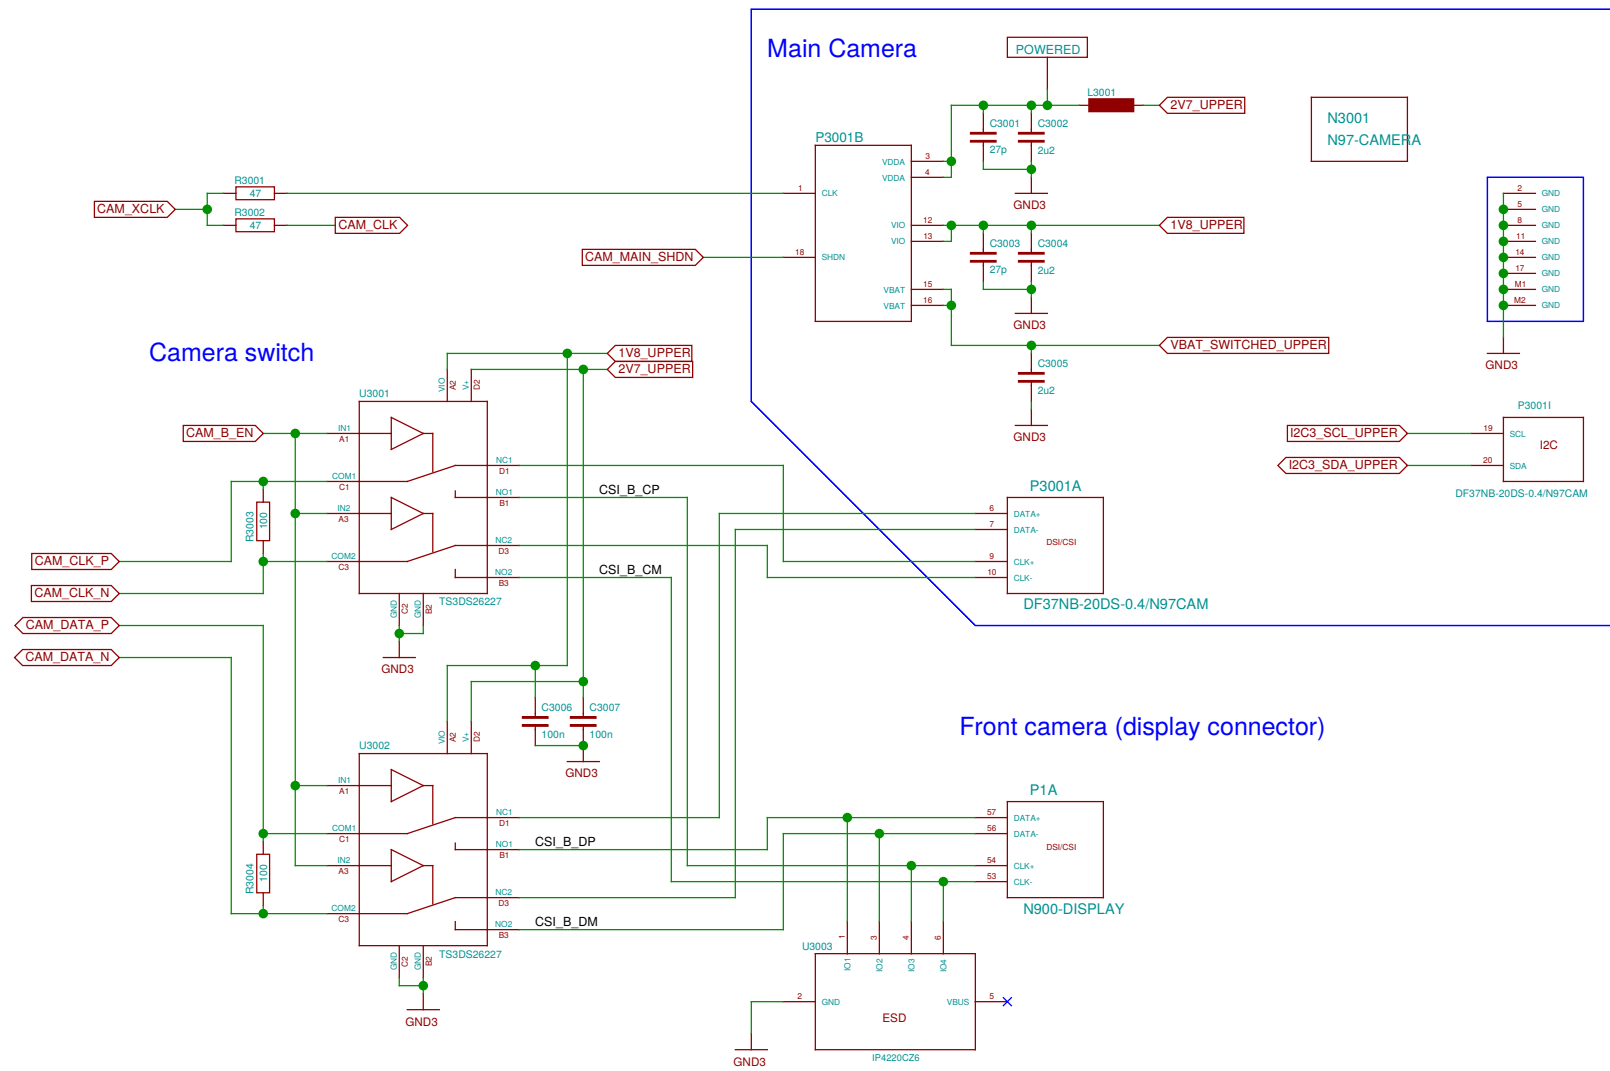 Main Camera
POWERED
L3001
2V7_UPPER
C3001
27p
C3002
2u2
GND3
P3001B
3
VDDA
4
VDDA
1
CLK
12
VIO
13
VIO
18
SHDN
15
VBAT
16
VBAT
R3001
47
R3002
47
CAM_XCLK
CAM_CLK
CAM_MAIN_SHDN
1V8_UPPER
C3003
27p
C3004
2u2
GND3
VBAT_SWITCHED_UPPER
C3005
2u2
GND3
N3001
N97-CAMERA
2 GND
5 GND
8 GND
11 GND
14 GND
17 GND
M1 GND
M2 GND
GND3
P3001I
I2C3_SCL_UPPER
19
SCL
I2C
I2C3_SDA_UPPER
20
SDA
DF37NB-20DS-0.4/N97CAM
Camera switch
1V8_UPPER
2V7_UPPER
U3001
VIO
A2
V+
D2
CAM_B_EN
IN1
A1
COM1
C1
IN2
A3
COM2
C3
NC1
D1
NO1
B1
NC2
D3
NO2
B3
CSI_B_CP
CSI_B_CM
R3003
100
GND
C2
GND
B2
TS3DS26227
GND3
CAM_CLK_P
CAM_CLK_N
CAM_DATA_P
CAM_DATA_N
P3001A
6
DATA+
7
DATA-
DSI/CSI
9
CLK+
10
CLK-
DF37NB-20DS-0.4/N97CAM
C3006
100n
C3007
100n
GND3
U3002
VIO
A2
V+
D2
IN1
A1
COM1
C1
IN2
A3
COM2
C3
NC1
D1
NO1
B1
NC2
D3
NO2
B3
CSI_B_DP
CSI_B_DM
R3004
100
GND
C2
GND
B2
TS3DS26227
GND3
Front camera (display connector)
P1A
57
DATA+
56
DATA-
DSI/CSI
54
CLK+
53
CLK-
N900-DISPLAY
U3003
1
IO1
3
IO2
4
IO3
6
IO4
2
GND
VBUS
5
ESD
IP4220CZ6
GND3